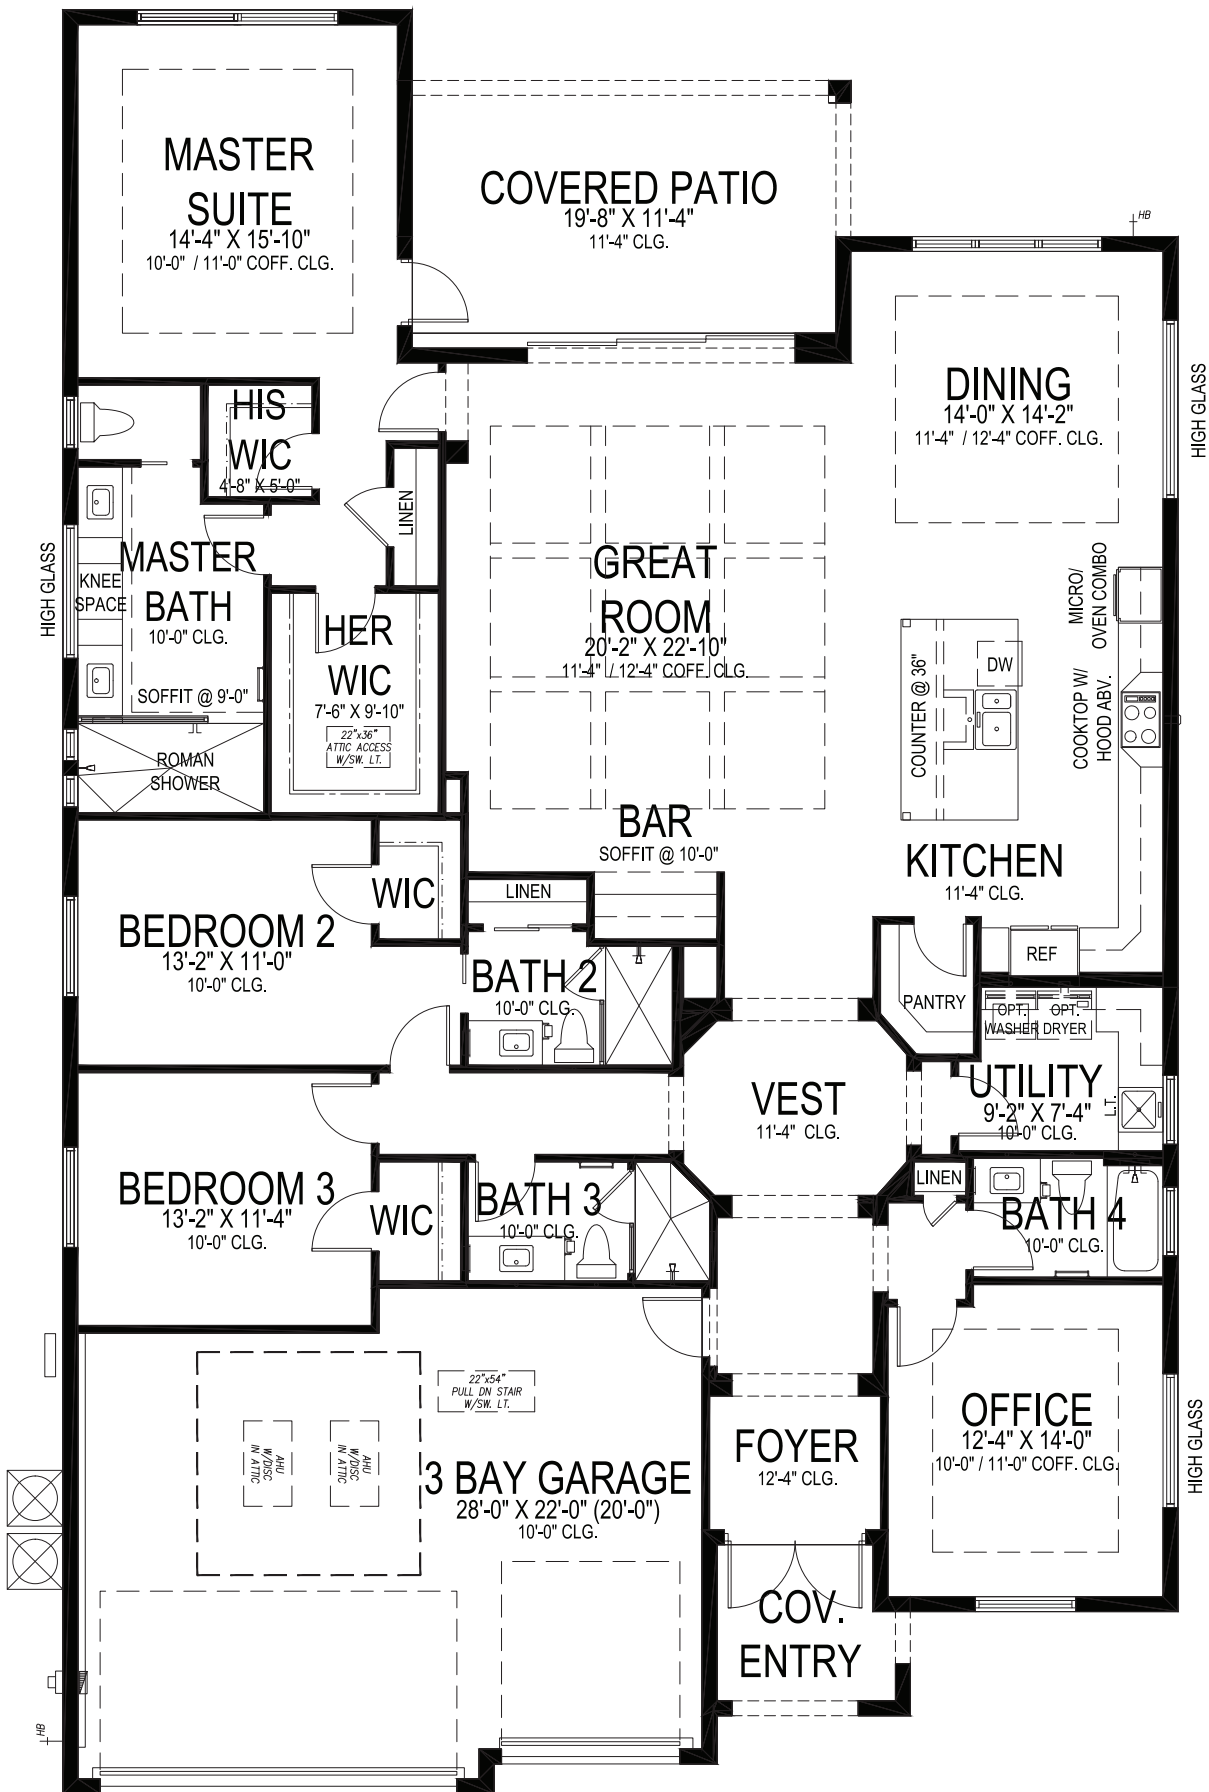 MASTER
SUITE
14'-4" X 15'-10"
10'-0" / 11'-0" COFF. CLG.
COVERED PATIO
19'-8" X 11'-4"
11'-4" CLG.
HB
DINING
14'-0" X 14'-2"
11'-4" / 12'-4" COFF. CLG.
HIGH GLASS
HIS
WIC
4'-8" X 5'-0"
LINEN
HIGH GLASS
MASTER
BATH
10'-0" CLG.
KNEE
SPACE
SOFFIT @ 9'-0"
ROMAN
SHOWER
HER
WIC
7'-6" X 9'-10"
22"x36"
ATTIC ACCESS
W/SW. LT.
GREAT
ROOM
20'-2" X 22'-10"
11'-4" / 12'-4" COFF. CLG.
MICRO/
OVEN COMBO
DW
COUNTER @ 36"
COOKTOP W/
HOOD ABV.
BAR
SOFFIT @ 10'-0"
KITCHEN
11'-4" CLG.
REF
PANTRY
BEDROOM 2
13'-2" X 11'-0"
10'-0" CLG.
WIC
LINEN
BATH 2
10'-0" CLG.
OPT.
WASHER
OPT.
DRYER
UTILITY
9'-2" X 7'-4"
10'-0" CLG.
L.T.
VEST
11'-4" CLG.
BEDROOM 3
13'-2" X 11'-4"
10'-0" CLG.
WIC
BATH 3
10'-0" CLG.
LINEN
BATH 4
10'-0" CLG.
22"x54"
PULL DN STAIR
W/SW. LT.
AHU
W/DISC
IN ATTIC
AHU
W/DISC
IN ATTIC
3 BAY GARAGE
28'-0" X 22'-0" (20'-0")
10'-0" CLG.
FOYER
12'-4" CLG.
OFFICE
12'-4" X 14'-0"
10'-0" / 11'-0" COFF. CLG.
HIGH GLASS
COV.
ENTRY
HB